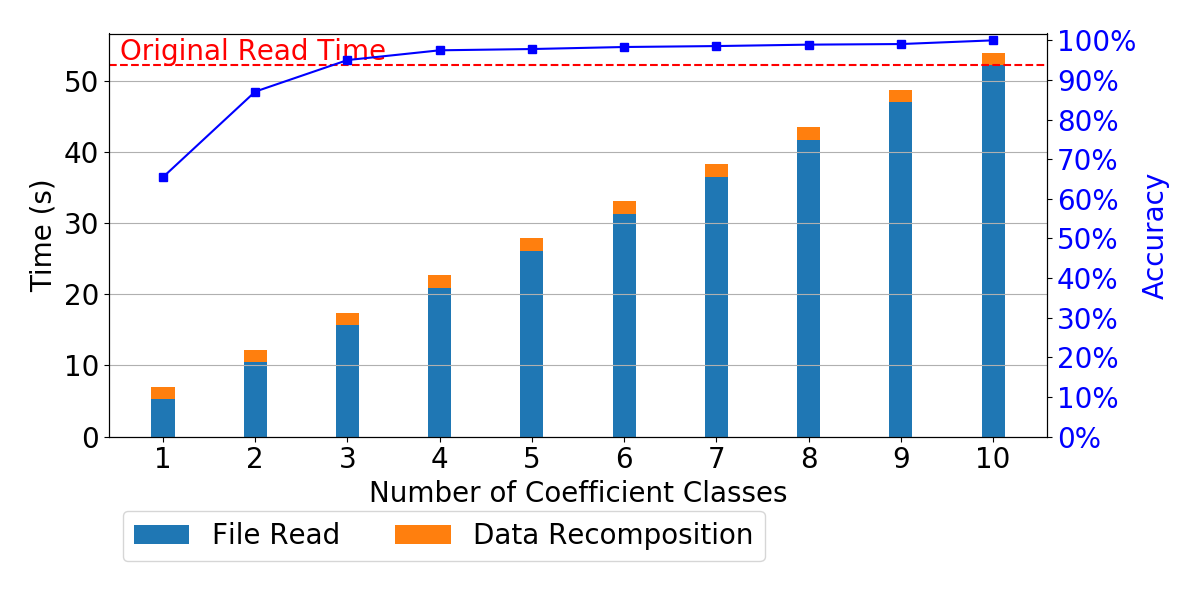 Original Read Time
Time (s)
50
40
30
20
10
0
100%
90%
80%
70%
60%
50%
40%
30%
20%
10%
0%
Accuracy
1 2 3 4 5 6 7 8 9 10
Number of Coefficient Classes
File Read Data Recomposition